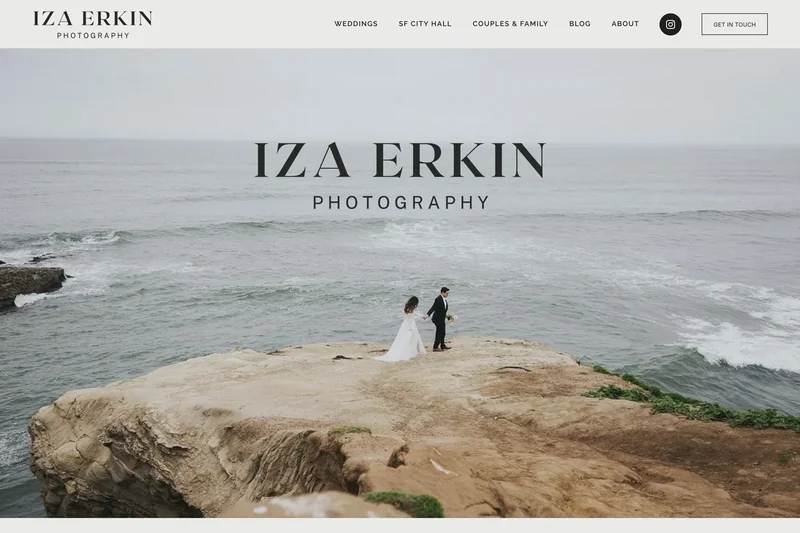 IZA ERKIN
PHOTOGRAPHY
WEDDINGS
SF CITY HALL
COUPLES & FAMILY
BLOG
ABOUT
GET IN TOUCH
IZA ERKIN
PHOTOGRAPHY